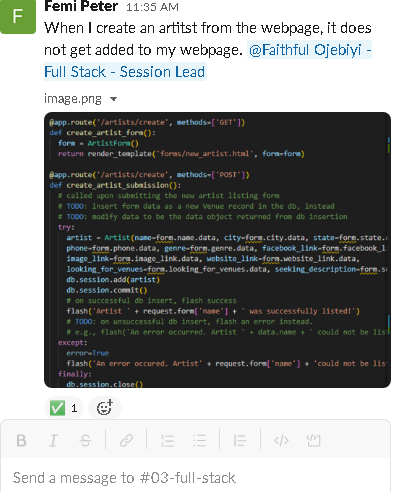 F
Femi Peter 11:35 AM
When I create an artitst from the webpage, it does
not get added to my webpage. @Faithful Ojebiyi -
Full Stack - Session Lead
image.png
@app.route('/artists/create', methods=['GET'])
def create_artist_form():
form = ArtistForm()
return render_template('forms/new_artist.html', form=form)
@app.route('/artists/create', methods=['POST'])
def create_artist_submission():
# called upon submitting the new artist listing form
# TODO: insert form data as a new Venue record in the db, instead
# TODO: modify data to be the data object returned from db insertion
try:
artist = Artist(name=form.name.data, city=form.city.data, state=form.state.
phone=form.phone.data, genre=form.genre.data, facebook_link=form.facebook_l
image_link=form.image_link.data, website_link=form.website_link.data,
looking_for_venues=form.looking_for_venues.data, seeking_description=form.s
db.session.add(artist)
db.session.commit()
# on successful db insert, flash success
flash('Artist ' + request.form['name'] + ' was successfully listed!')
# TODO: on unsuccessful db insert, flash an error instead.
# e.g., flash('An error occurred. Artist ' + data.name + ' could not be lis
except:
error=True
flash('An error occured. Artist' + request.form['name'] + 'could not be lis
finally:
db.session.close()
1
B I S
Send a message to #03-full-stack